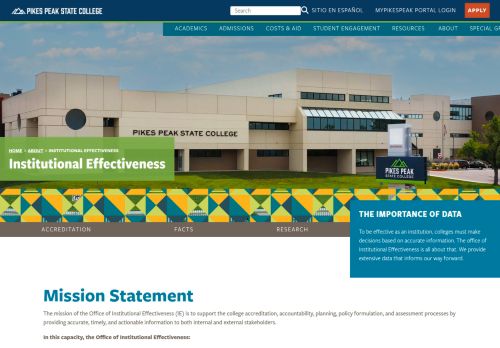 PIKES PEAK STATE COLLEGE
Search
SITIO EN ESPAÑOL
MYPIKESPEAK PORTAL LOGIN
APPLY
ACADEMICS ADMISSIONS COSTS & AID STUDENT ENGAGEMENT RESOURCES ABOUT SPECIAL GR
PIKES PEAK STATE COLLEGE
PIKES PEAK
STATE COLLEGE
HOME > ABOUT > INSTITUTIONAL EFFECTIVENESS
Institutional Effectiveness
ACCREDITATION FACTS RESEARCH
THE IMPORTANCE OF DATA
To be effective as an institution, colleges must make
decisions based on accurate information. The office of
Institutional Effectiveness is all about that. We provide
extensive data that informs our way forward.
Mission Statement
The mission of the Office of Institutional Effectiveness (IE) is to support the college accreditation, accountability, planning, policy formulation, and assessment processes by
providing accurate, timely, and actionable information to both internal and external stakeholders.
In this capacity, the Office of Institutional Effectiveness: